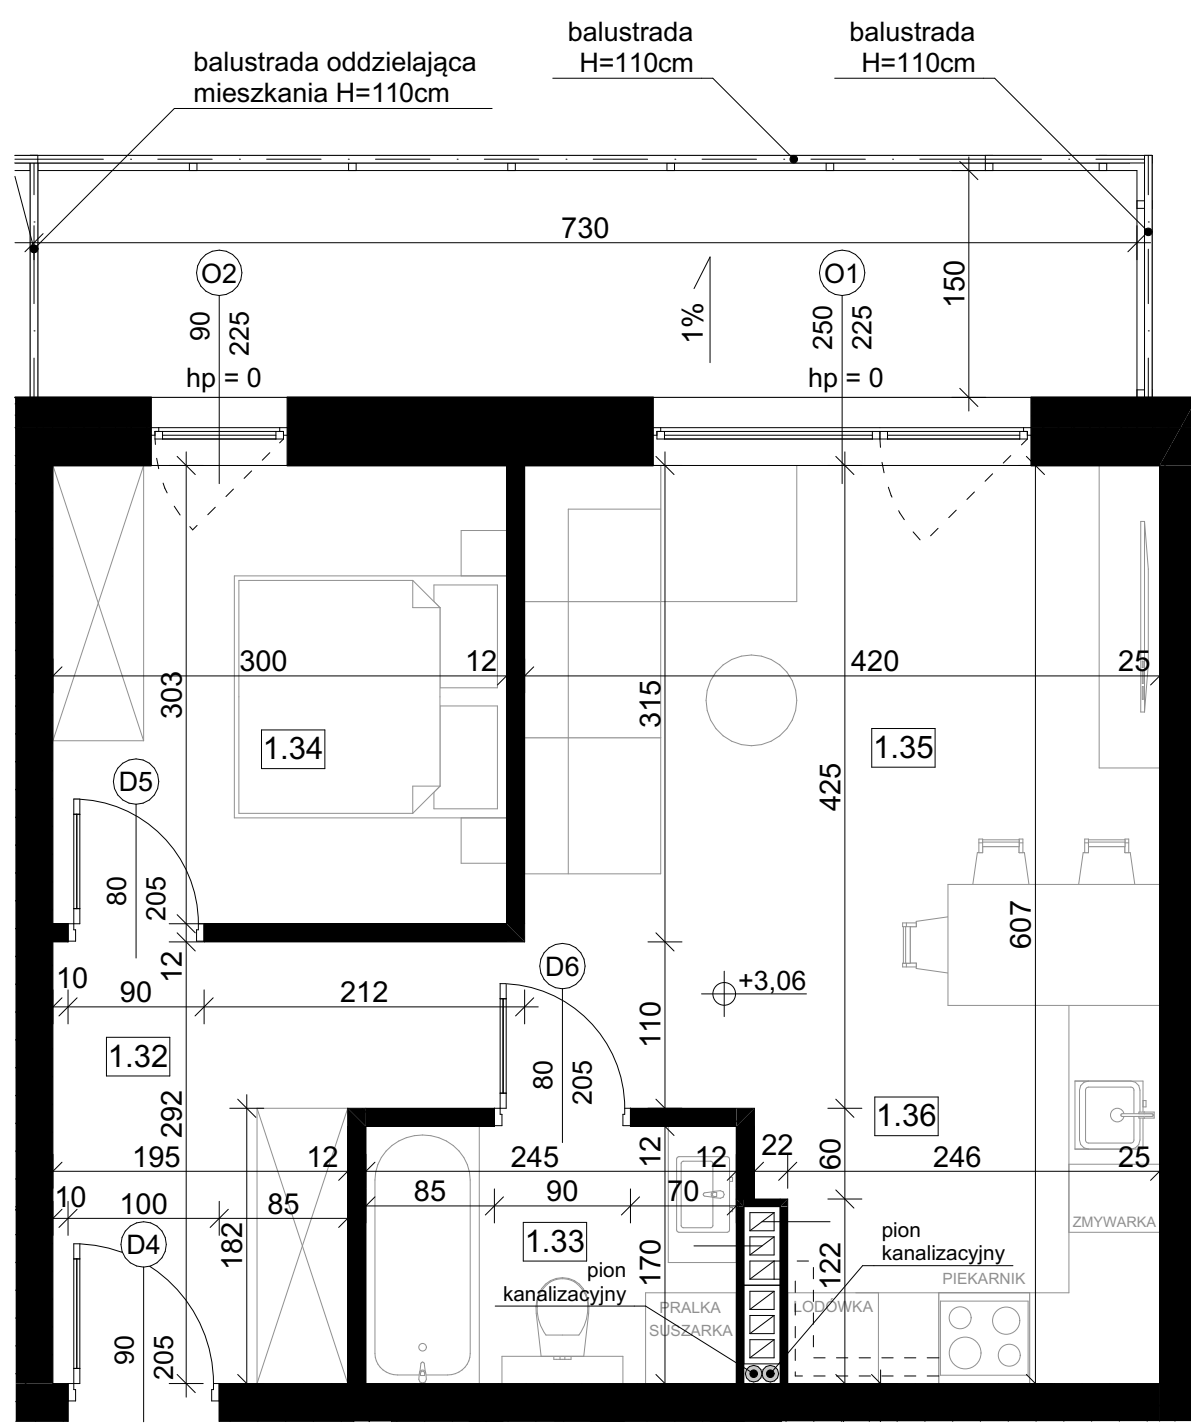 balustrada oddzielająca
mieszkania H=110cm
balustrada
H=110cm
balustrada
H=110cm
730
O2
90
225
hp = 0
1%
O1
250
225
hp = 0
150
300
12
420
25
303
315
1.34
1.35
425
D5
80
205
607
10
90
12
212
D6
+3,06
110
1.32
80
205
292
1.36
195
12
245
12
12
22
60
246
25
10
100
85
85
90
70
182
D4
1.33
170
ZMYWARKA
pion
kanalizacyjny
pion
kanalizacyjny
122
PIEKARNIK
PRALKA
SUSZARKA
LODÓWKA
90
205